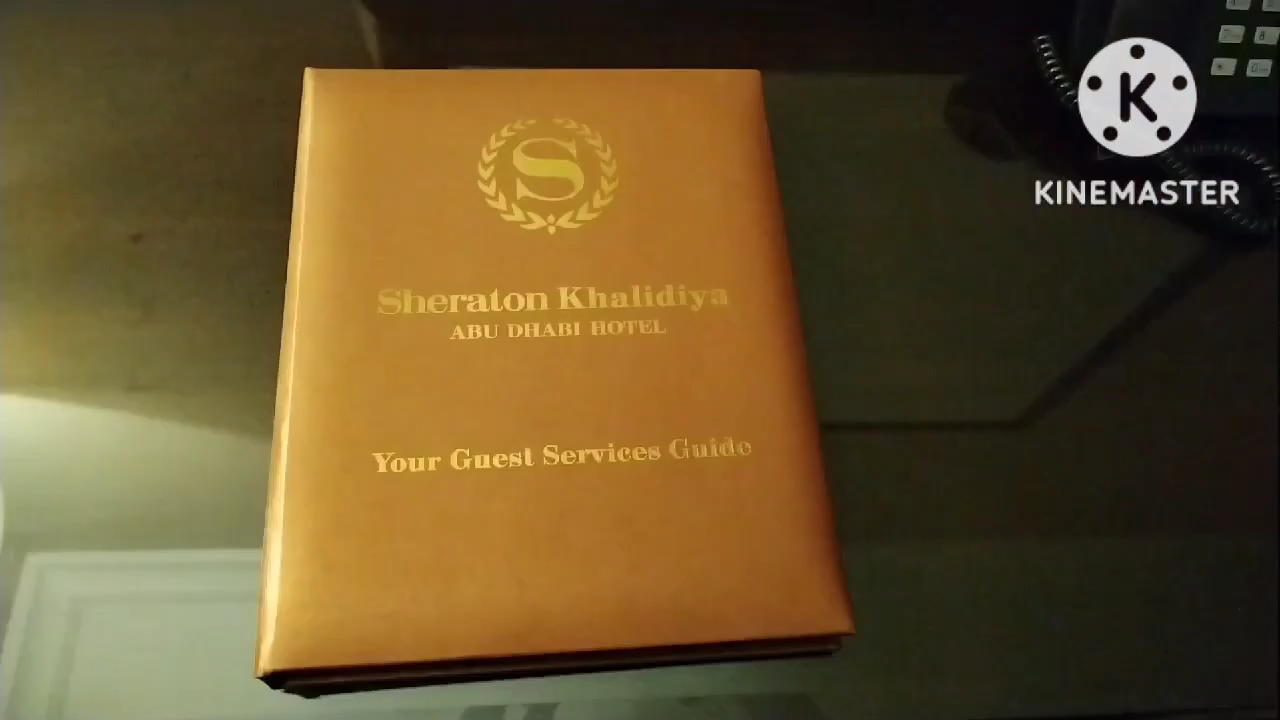 S
Sheraton Khalidiya
ABU DHABI HOTEL
Your Guest Services Guide
K
KINEMASTER